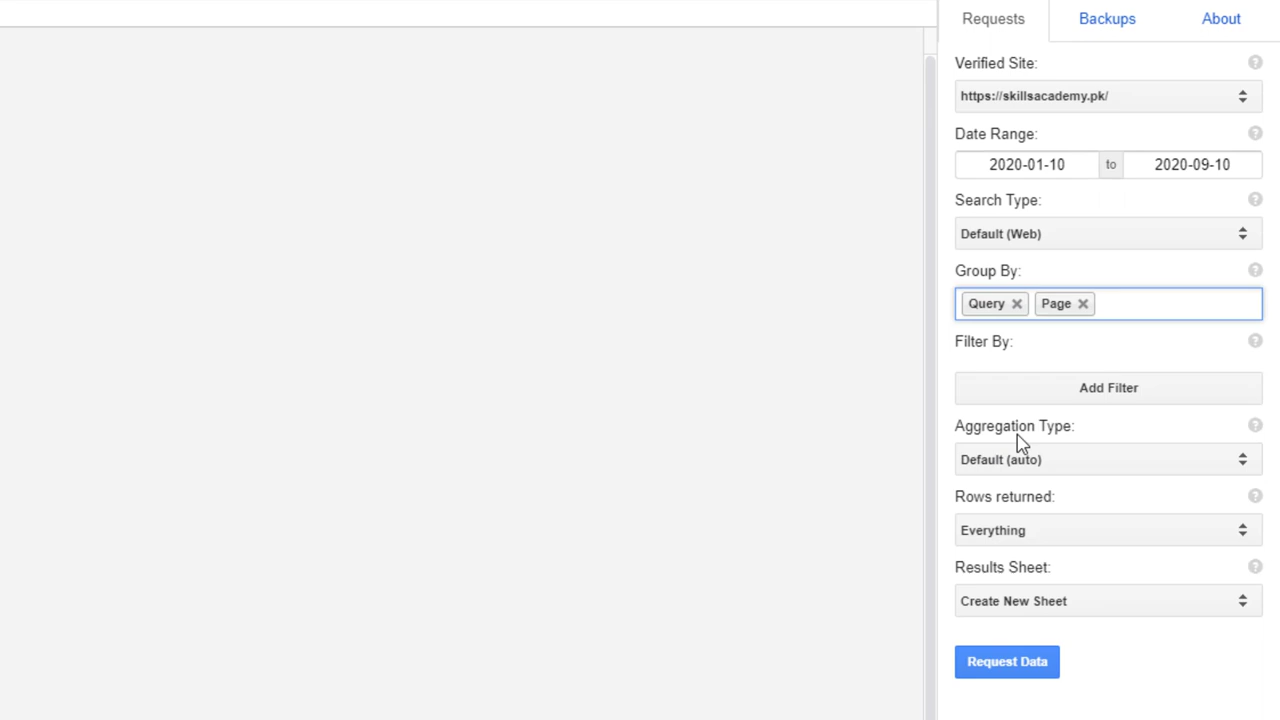 Requests Backups About
Verified Site: ?
https://skillsacademy.pk/
Date Range: ?
2020-01-10 to 2020-09-10
Search Type: ?
Default (Web)
Group By: ?
Query × Page ×
Filter By: ?
Add Filter
Aggregation Type: ?
Default (auto)
Rows returned: ?
Everything
Results Sheet: ?
Create New Sheet
Request Data